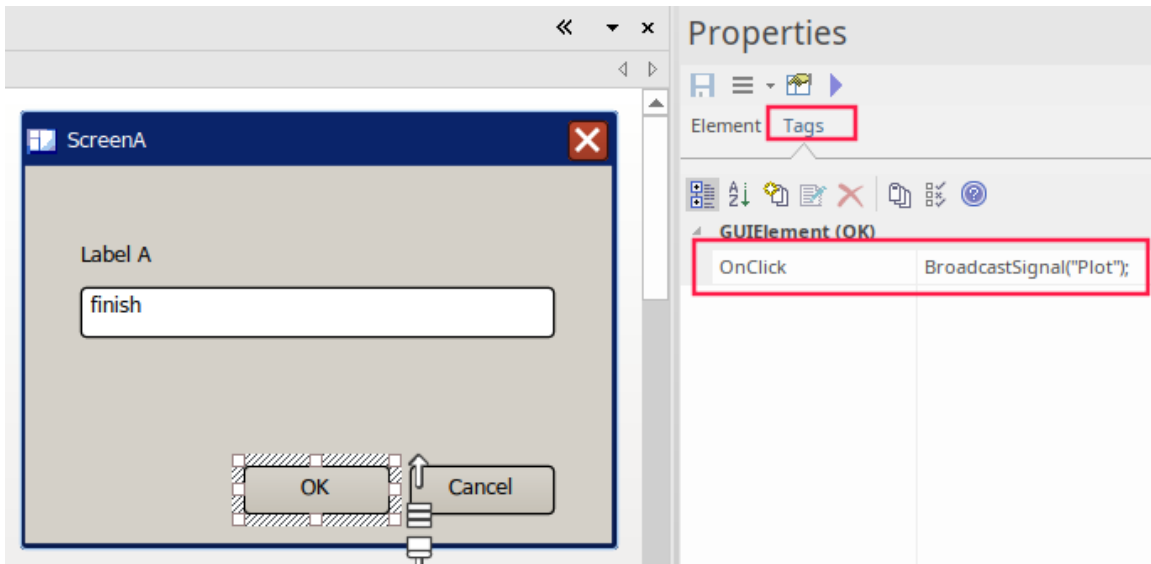 Properties
Element Tags
GUIElement (OK)
OnClick BroadcastSignal("Plot");
ScreenA
Label A
finish
OK Cancel